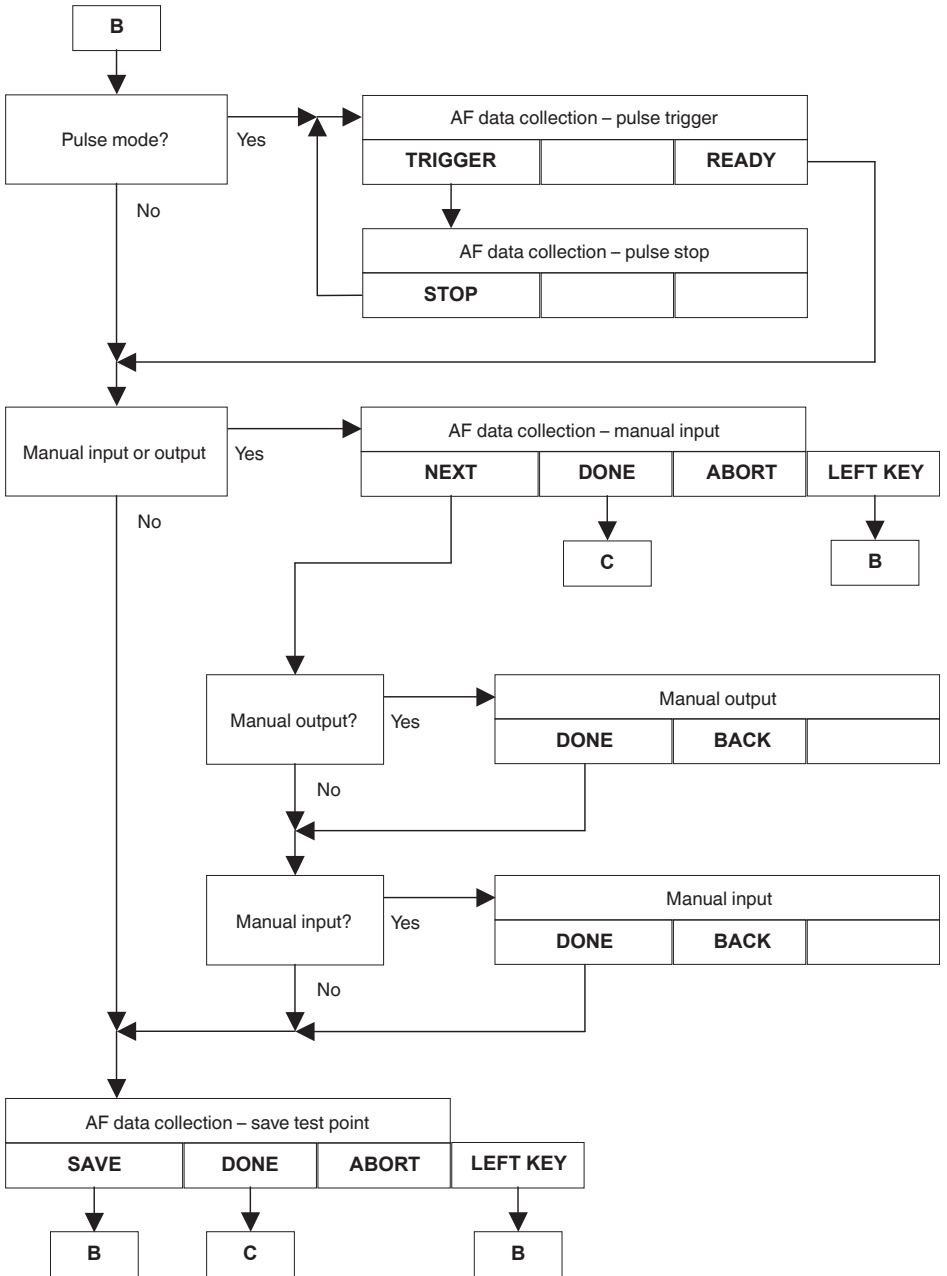 B
Pulse mode?
Yes
No
AF data collection – pulse trigger
TRIGGER
READY
AF data collection – pulse stop
STOP
Manual input or output
Yes
No
AF data collection – manual input
NEXT
DONE
ABORT
LEFT KEY
C
B
Manual output?
Yes
No
Manual output
DONE
BACK
Manual input?
Yes
No
Manual input
DONE
BACK
AF data collection – save test point
SAVE
DONE
ABORT
LEFT KEY
B
C
B